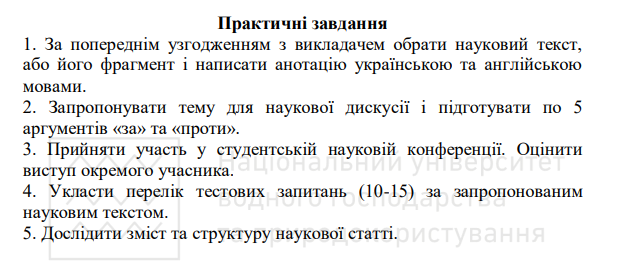 Практичні завдання
1. За попереднім узгодженням з викладачем обрати науковий текст,
або його фрагмент і написати анотацію українською та англійською
мовами.
2. Запропонувати тему для наукової дискусії і підготувати по 5
аргументів «за» та «проти».
3. Прийняти участь у студентській науковій конференції. Оцінити
виступ окремого учасника.
4. Укласти перелік тестових запитань (10-15) за запропонованим
науковим текстом.
5. Дослідити зміст та структуру наукової статті.
Національний університет
водного господарства
та природокористування